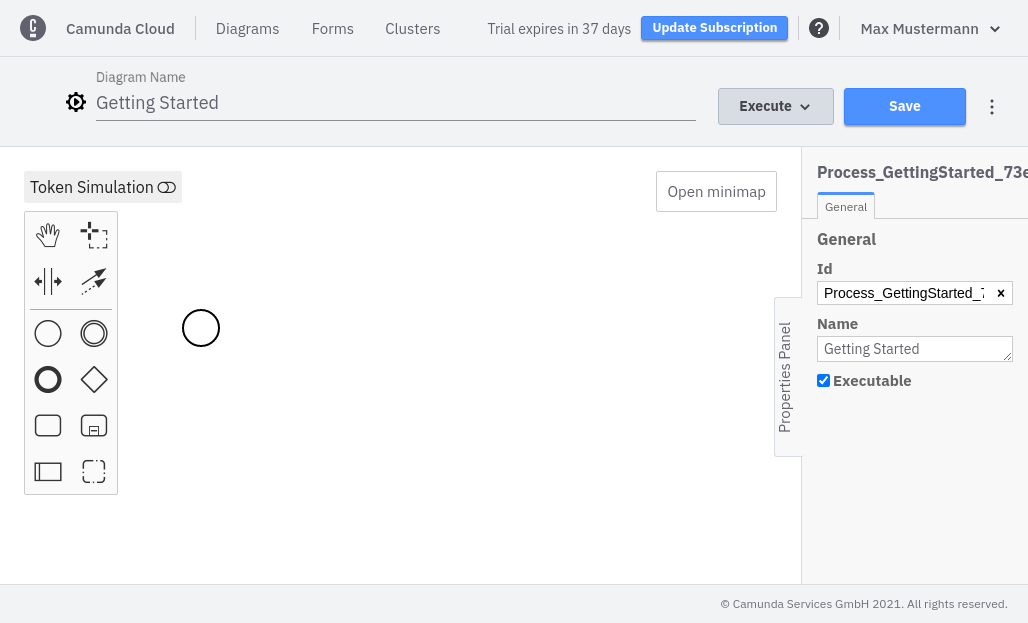 C Camunda Cloud Diagrams Forms Clusters Trial expires in 37 days Update Subscription ? Max Mustermann
Diagram Name
Getting Started
Execute Save
Token Simulation
Open minimap
Properties Panel
Process_GettingStarted_73
General
General
Id
Process_GettingStarted_ ×
Name
Getting Started
Executable
© Camunda Services GmbH 2021. All rights reserved.